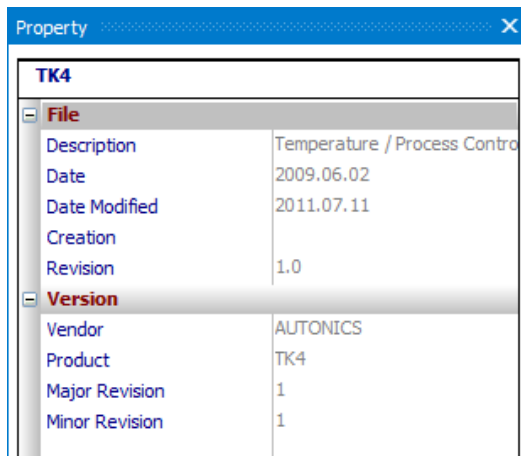 Property
TK4
File
Description Temperature / Process Contro
Date 2009.06.02
Date Modified 2011.07.11
Creation
Revision 1.0
Version
Vendor AUTONICS
Product TK4
Major Revision 1
Minor Revision 1